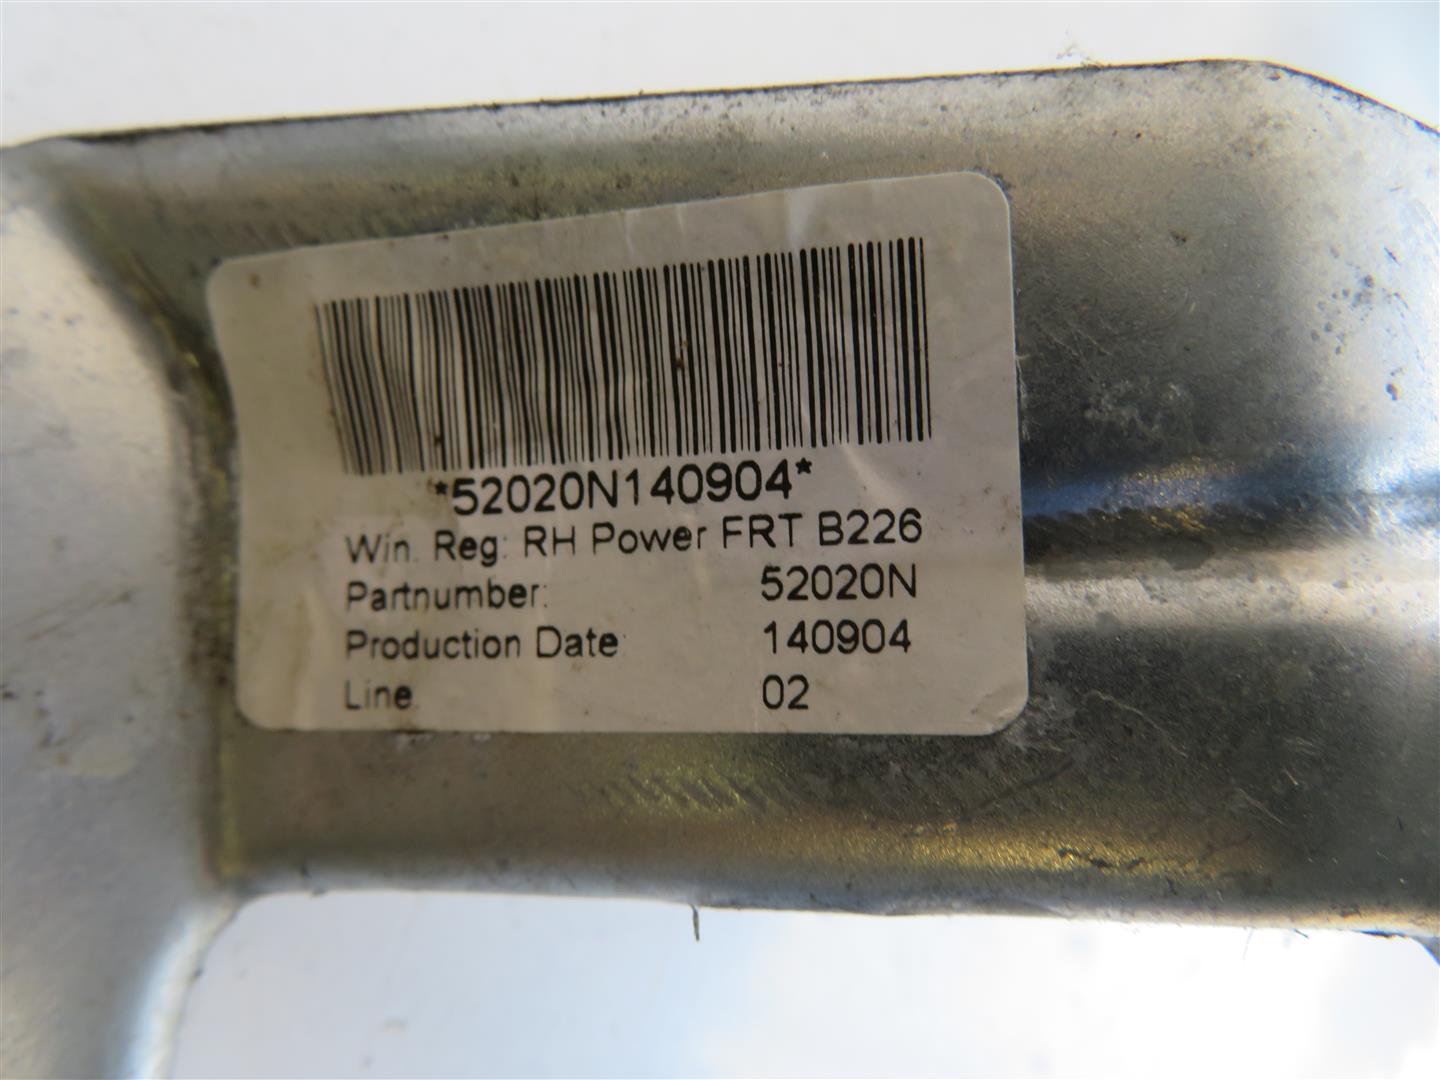 *52020N140904*
Win. Reg: RH Power FRT B226
Partnumber: 52020N
Production Date: 140904
Line: 02